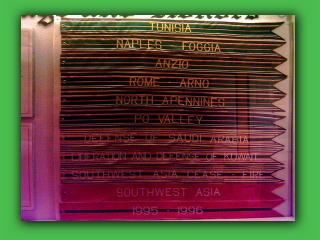 TUNISIA
NAPLES - FOGGIA
ANZIO
ROME - ARNO
NORTH APENNINES
PO VALLEY
DEFENSE OF SAUDI ARABIA
LIBERATION AND DEFENSE OF KUWAIT
SOUTHWEST ASIA CEASE - FIRE
SOUTHWEST ASIA
1995 - 1996